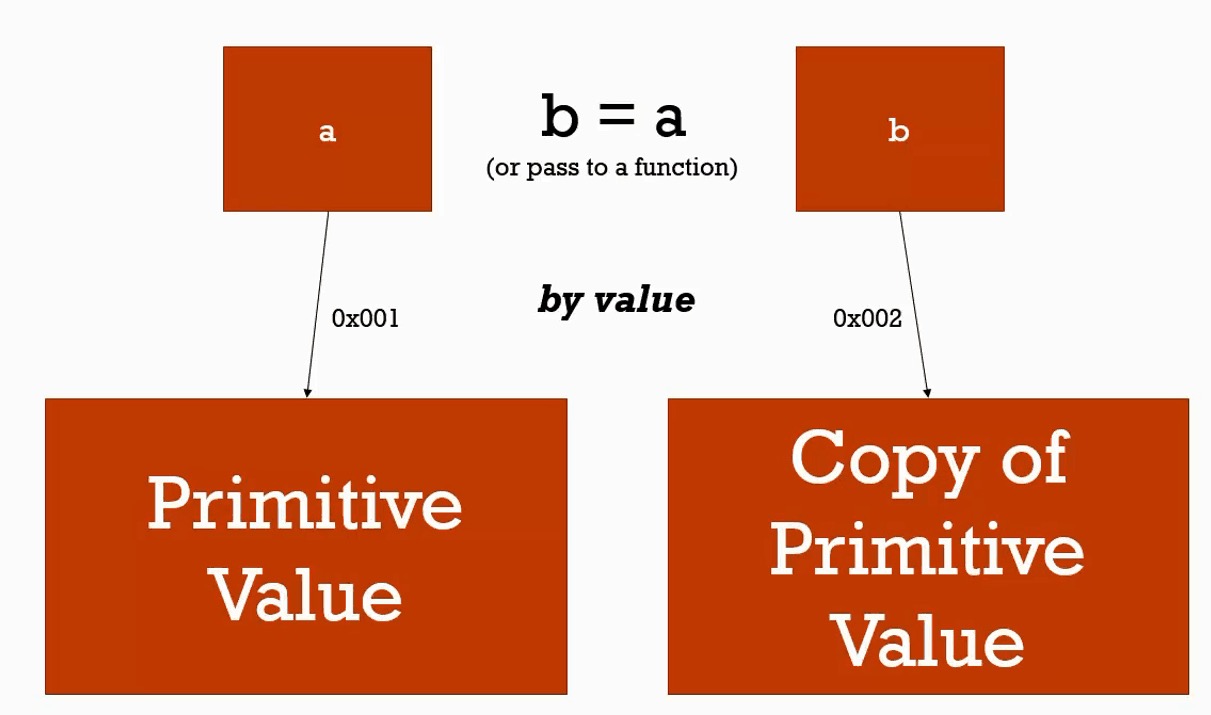 a
b = a
(or pass to a function)
b
by value
0x001
0x002
Primitive
Value
Copy of
Primitive
Value